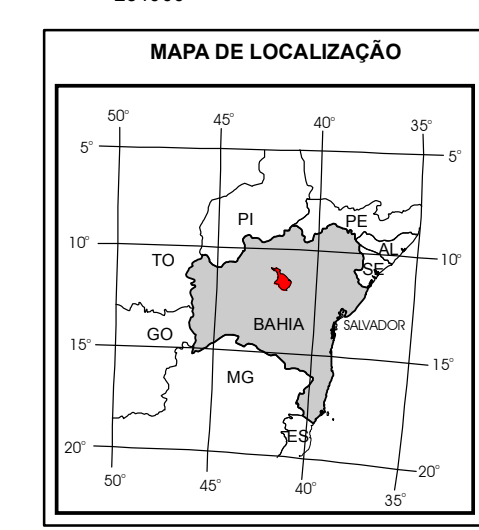 MAPA DE LOCALIZAÇÃO
50° 45° 40° 35°
5° 5°
PI PE
10° AL 10°
TO SE
BAHIA SALVADOR
GO
15° 15°
MG
ES
20° 20°
50° 45° 40° 35°